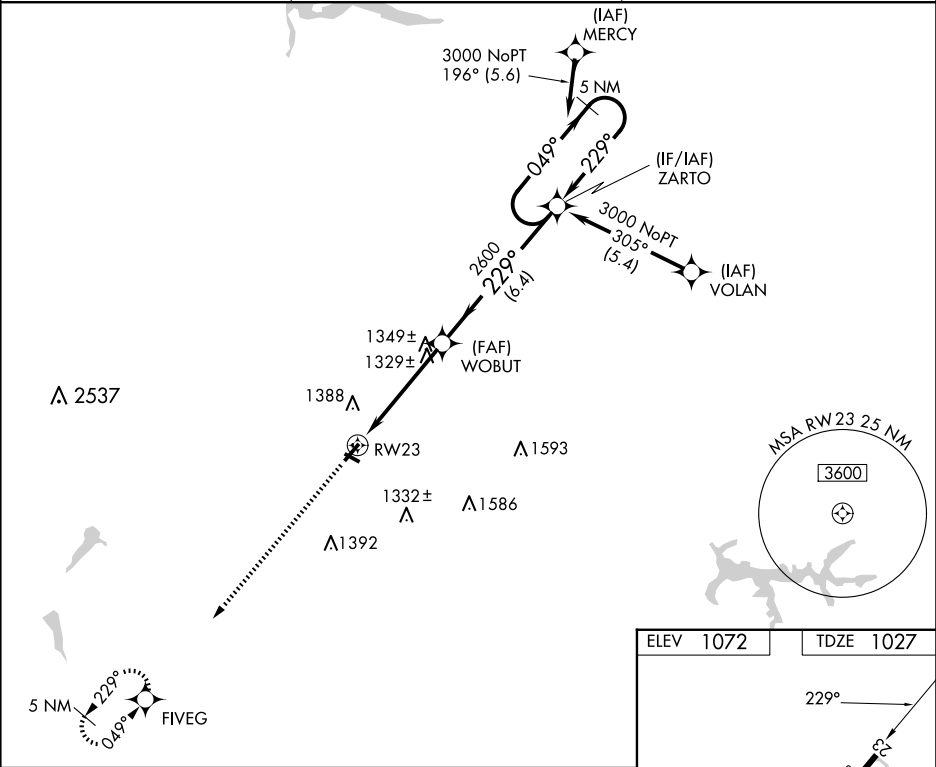 (IAF)
MERCY
3000 NoPT
196° (5.6)
5 NM
049°
229°
(IF/IAF)
ZARTO
3000 NoPT
305°
(5.4)
(IAF)
VOLAN
2600
229°
(6.4)
1349±
1329±
(FAF)
WOBUT
2537
1388
RW23
1593
1332±
1586
1392
MSA RW23 25 NM
3600
5 NM
229°
049°
FIVEG
ELEV 1072
TDZE 1027
229°
23